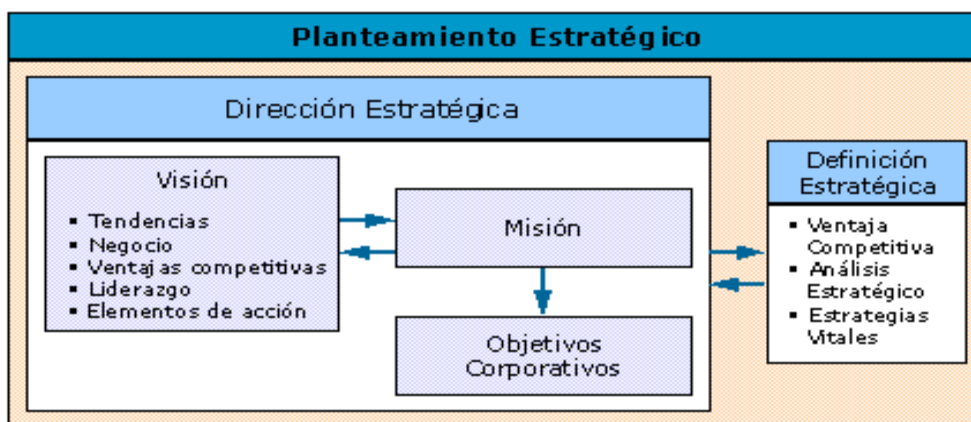 Planteamiento Estratégico
Dirección Estratégica
Visión
▪ Tendencias
▪ Negocio
▪ Ventajas competitivas
▪ Liderazgo
▪ Elementos de acción
Misión
Objetivos
Corporativos
Definición
Estratégica
▪ Ventaja
Competitiva
▪ Análisis
Estratégico
▪ Estrategias
Vitales